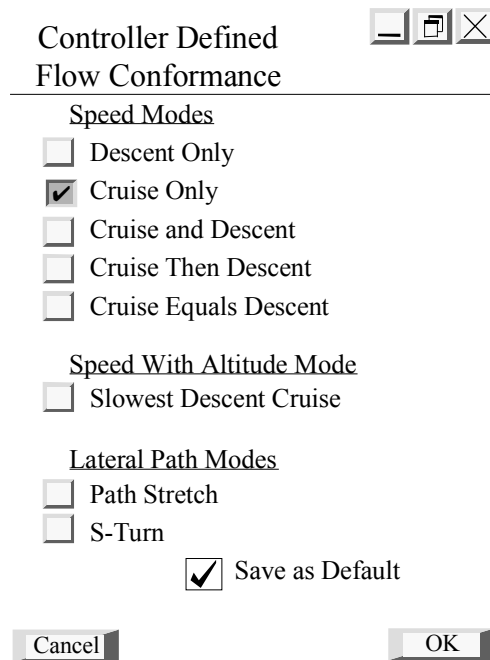 Controller Defined
Flow Conformance
Speed Modes
Descent Only
Cruise Only
Cruise and Descent
Cruise Then Descent
Cruise Equals Descent
Speed With Altitude Mode
Slowest Descent Cruise
Lateral Path Modes
Path Stretch
S-Turn
Save as Default
Cancel OK